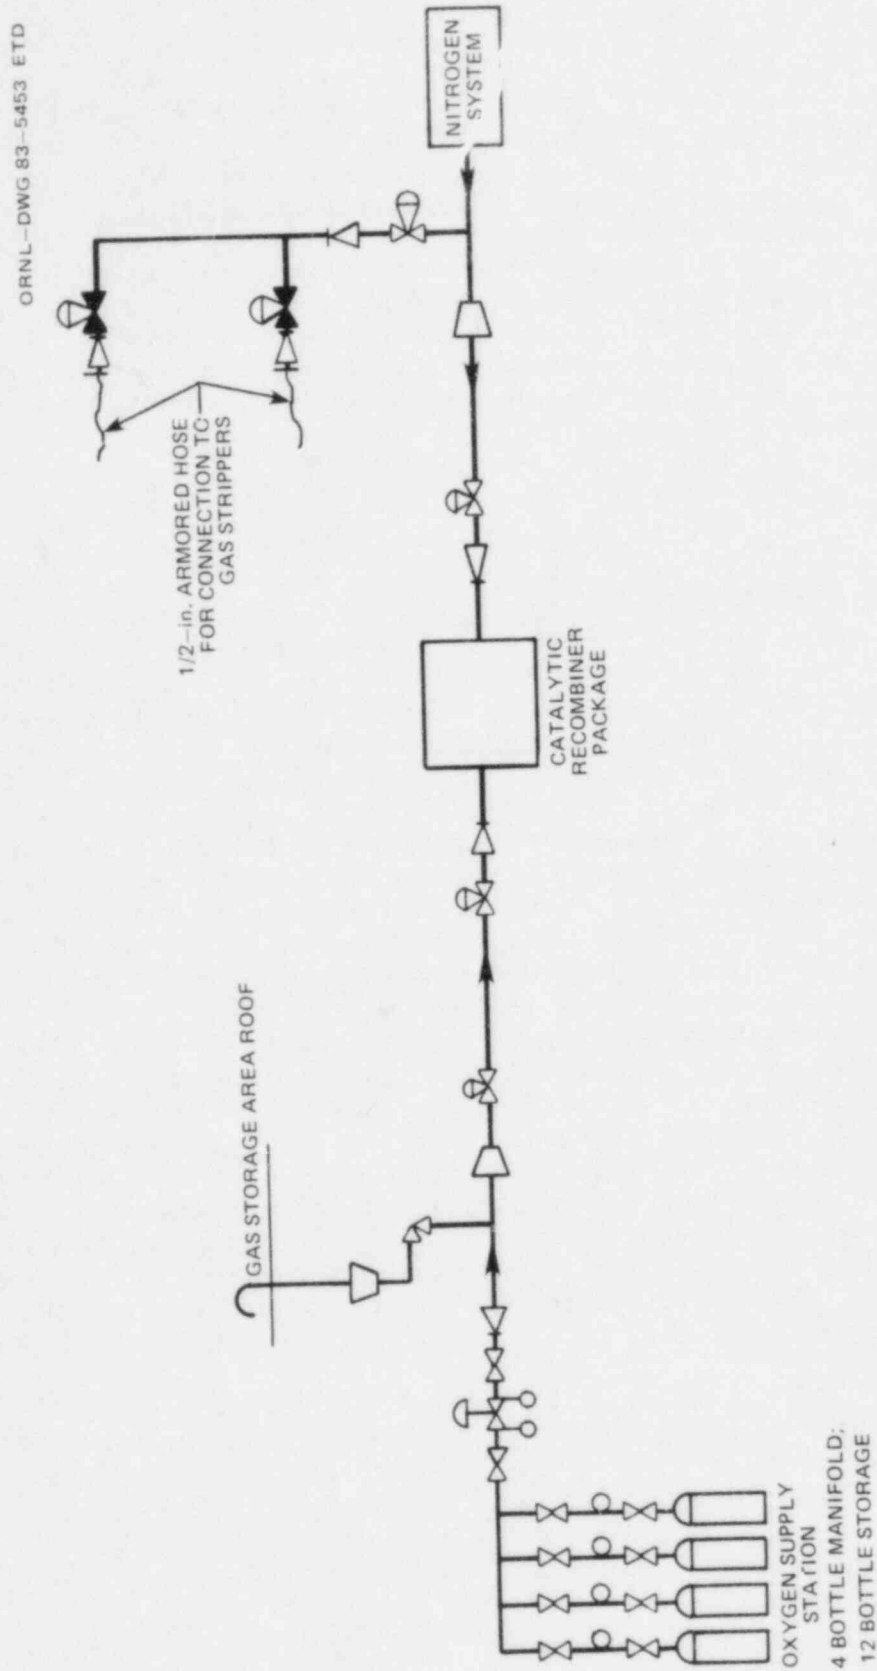 ORNL-DWG 83-5453 ETD
NITROGEN
SYSTEM
1/2-in. ARMORED HOSE
FOR CONNECTION TO
GAS STRIPPERS
CATALYTIC
RECOMBINER
PACKAGE
GAS STORAGE AREA ROOF
OXYGEN SUPPLY
STATION
4 BOTTLE MANIFOLD;
12 BOTTLE STORAGE